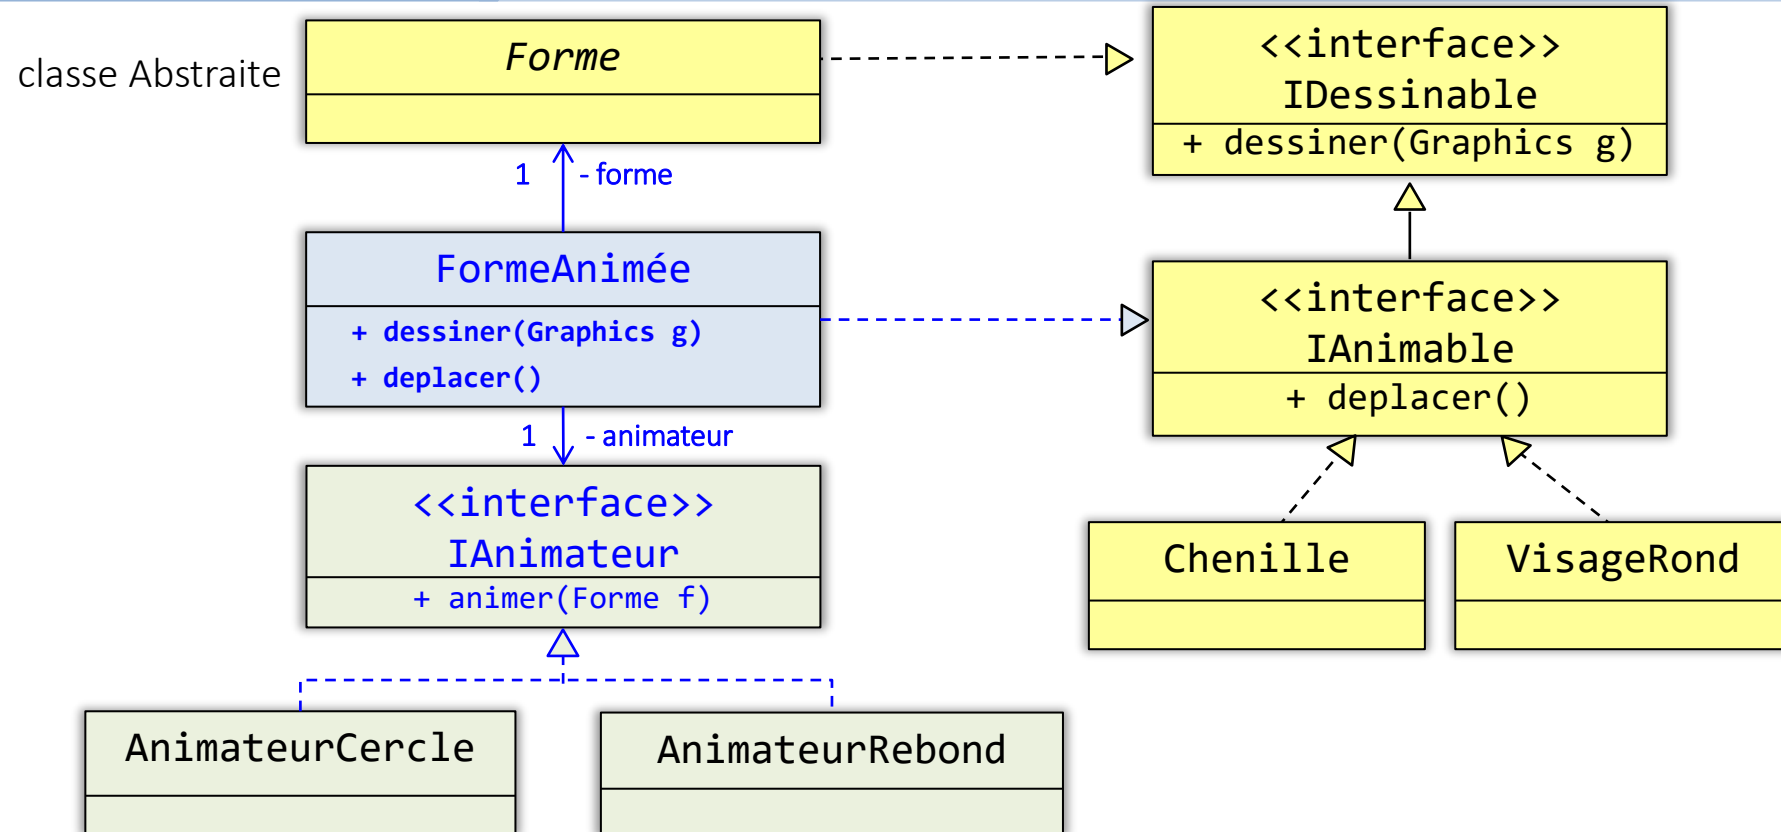 classe Abstraite
Forme
<<interface>>
IDessinable
+ dessiner(Graphics g)
1
- forme
FormeAnimée
+ dessiner(Graphics g)
+ deplacer()
<<interface>>
IAnimable
+ deplacer()
1
- animateur
<<interface>>
IAnimateur
+ animer(Forme f)
Chenille
VisageRond
AnimateurCercle
AnimateurRebond